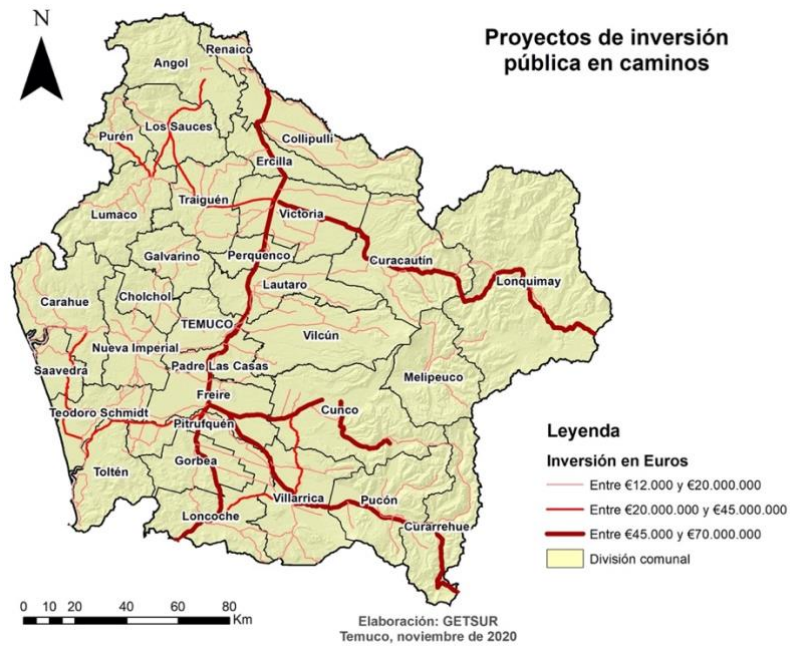 N
Proyectos de inversión
pública en caminos
Renaico
Angol
Los Sauces
Purén
Collipulli
Ercilla
Traiguén
Lumaco
Victoria
Galvarino
Perquenco
Curacautín
Lonquimay
Lautaro
Carahue
Cholchol
TEMUCO
Vilcún
Nueva Imperial
Padre Las Casas
Saavedra
Melipeuco
Freire
Cunco
Teodoro Schmidt
Pitrufquén
Gorbea
Toltén
Villarrica
Pucón
Loncoche
Curarrehue
Leyenda
Inversión en Euros
Entre €12.000 y €20.000.000
Entre €20.000.000 y €45.000.000
Entre €45.000 y €70.000.000
División comunal
0 10 20 40 60 80
Km
Elaboración: GETSUR
Temuco, noviembre de 2020